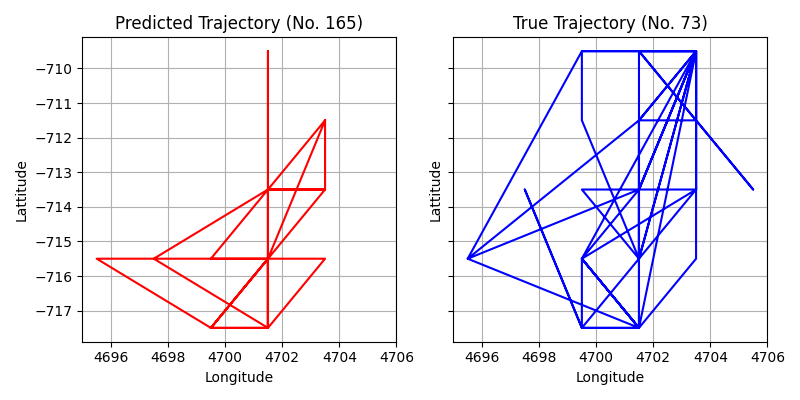 Predicted Trajectory (No. 165)
True Trajectory (No. 73)
−710
−711
−712
−713
−714
−715
−716
−717
Lattitude
Lattitude
4696 4698 4700 4702 4704 4706
4696 4698 4700 4702 4704 4706
Longitude
Longitude